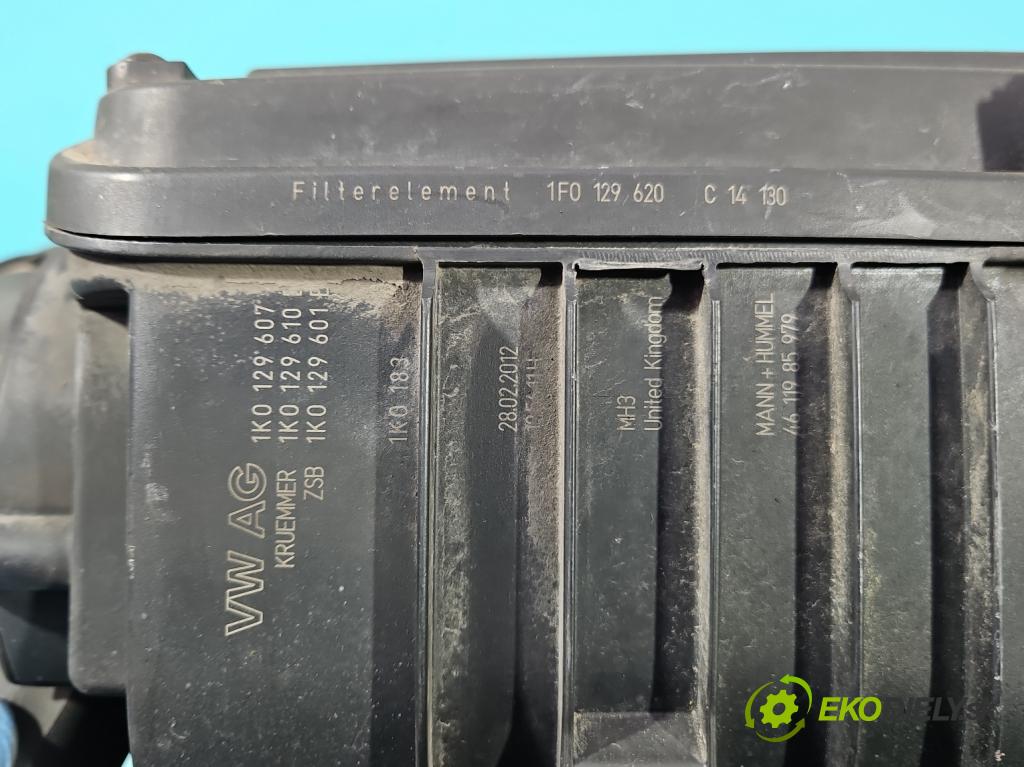 Filterelement 1F0 129 620 C 14 130
VW AG 1K0 129 607
KRUEMMER 1K0 129 610
ZSB 1K0 129 601
1K0 183
28.02.2012
MH3
United Kingdom
MANN + HUMMEL
46 119 85 979